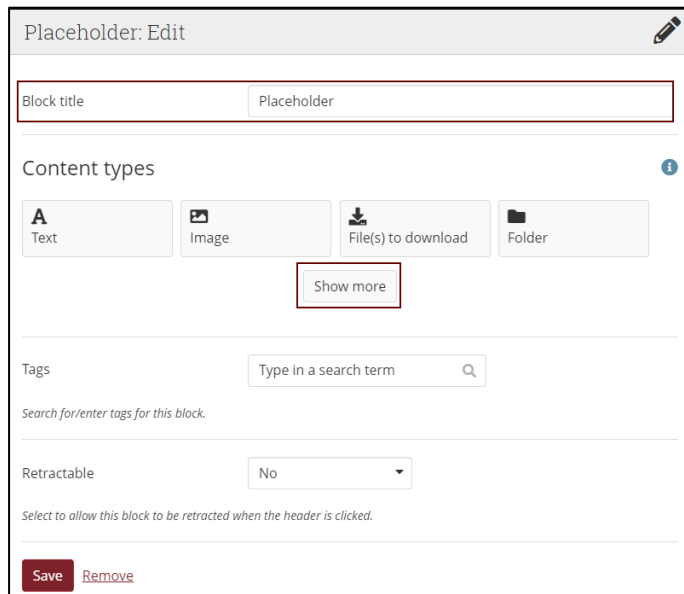 Placeholder: Edit
Block title
Placeholder
Content types
Text
Image
File(s) to download
Folder
Show more
Tags
Type in a search term
Search for/enter tags for this block.
Retractable
No
Select to allow this block to be retracted when the header is clicked.
Save
Remove